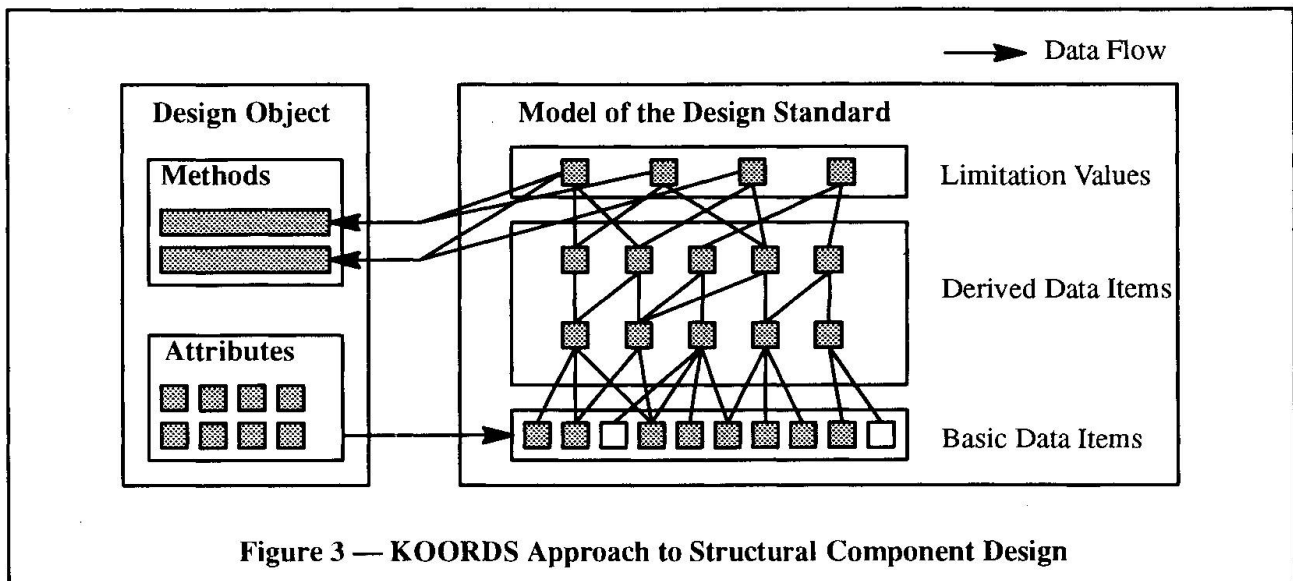 Data Flow
Design Object
Model of the Design Standard
Methods
Limitation Values
Derived Data Items
Attributes
Basic Data Items
Figure 3 — KOORDS Approach to Structural Component Design